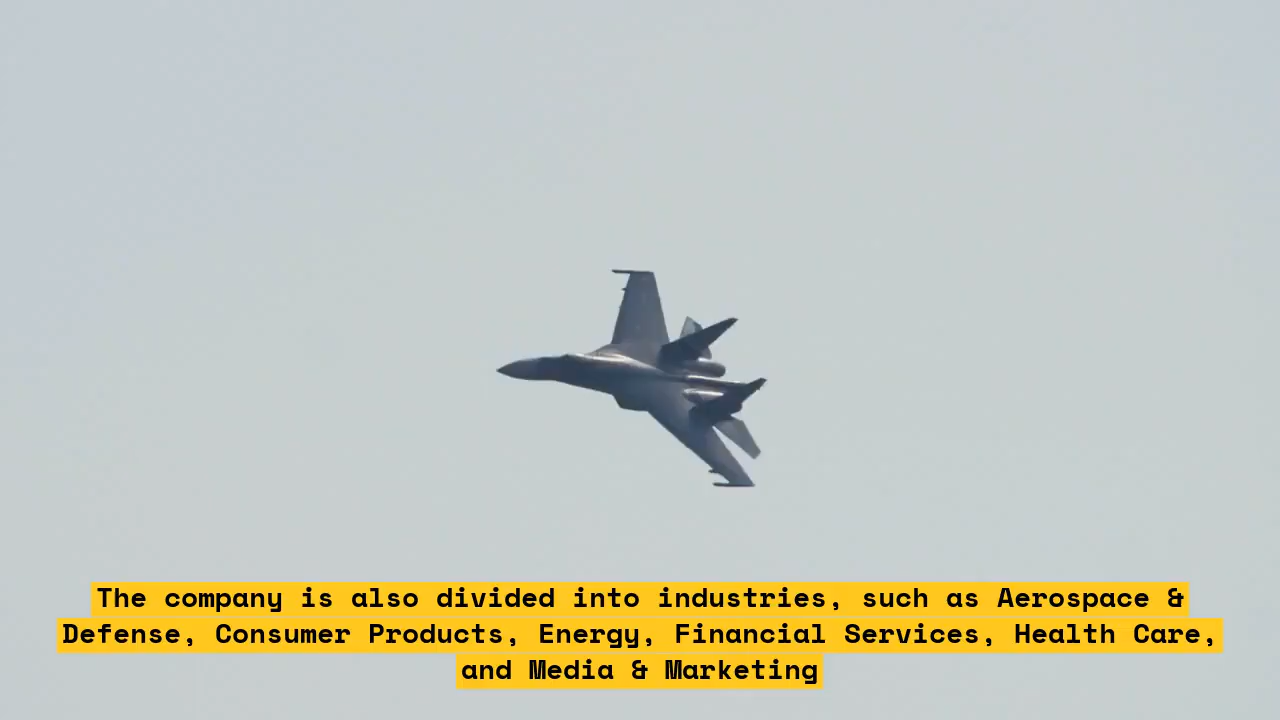 The company is also divided into industries, such as Aerospace &
Defense, Consumer Products, Energy, Financial Services, Health Care,
and Media & Marketing